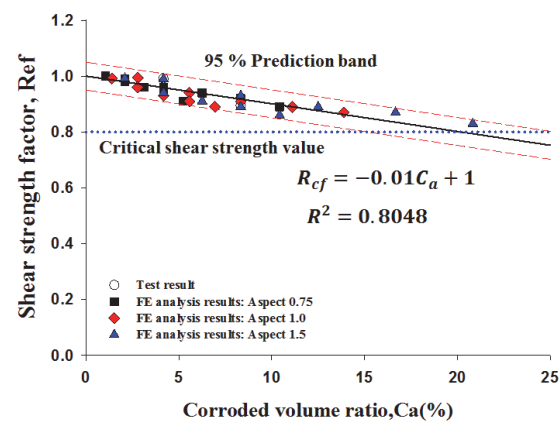 1.2
1.0
0.8
0.6
0.4
0.2
0.0
Shear strength factor, Ref
95 % Prediction band
Critical shear strength value
R_{cf} = −0.01C_a + 1
R² = 0.8048
Test result
FE analysis results: Aspect 0.75
FE analysis results: Aspect 1.0
FE analysis results: Aspect 1.5
0 5 10 15 20 25
Corroded volume ratio,Ca(%)